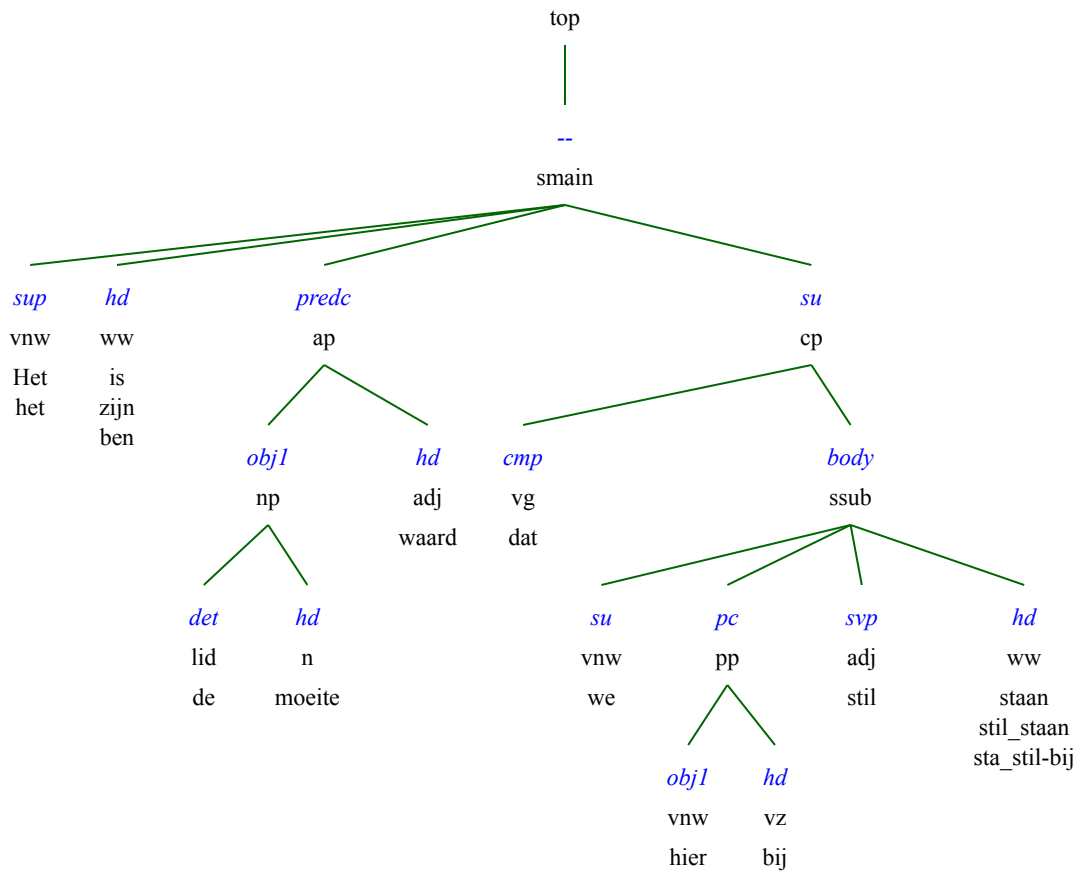 top
--
smain
sup hd predc su
vnw ww ap cp
Het is
het zijn
ben
obj1 hd cmp body
np adj vg ssub
waard dat
det hd su pc svp hd
lid n vnw pp adj ww
de moeite we stil staan
stil_staan
sta_stil-bij
obj1 hd
vnw vz
hier bij